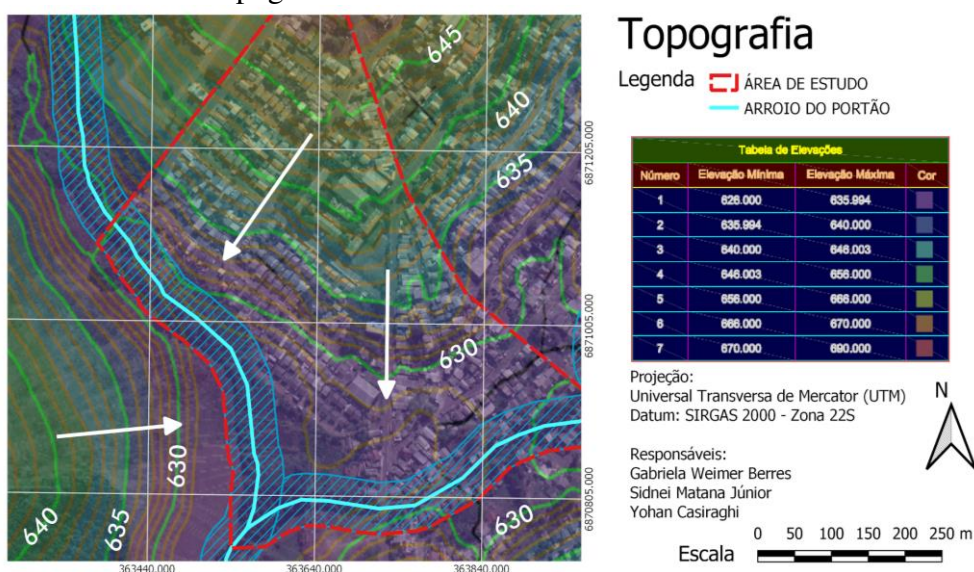 Topografia
Legenda
ÁREA DE ESTUDO
ARROIO DO PORTÃO
Tabela de Elevações
Número Elevação Mínima Elevação Máxima Cor
1 626.000 635.994
2 635.994 640.000
3 640.000 646.003
4 646.003 656.000
5 656.000 666.000
6 666.000 670.000
7 670.000 690.000
Projeção:
Universal Transversa de Mercator (UTM)
Datum: SIRGAS 2000 - Zona 22S
N
Responsáveis:
Gabriela Weimer Berres
Sidnei Matana Júnior
Yohan Casiraghi
Escala
0 50 100 150 200 250 m
645
640
635
630
630
640
635
630
6871205.000
6871005.000
6870805.000
363440.000
363640.000
363840.000